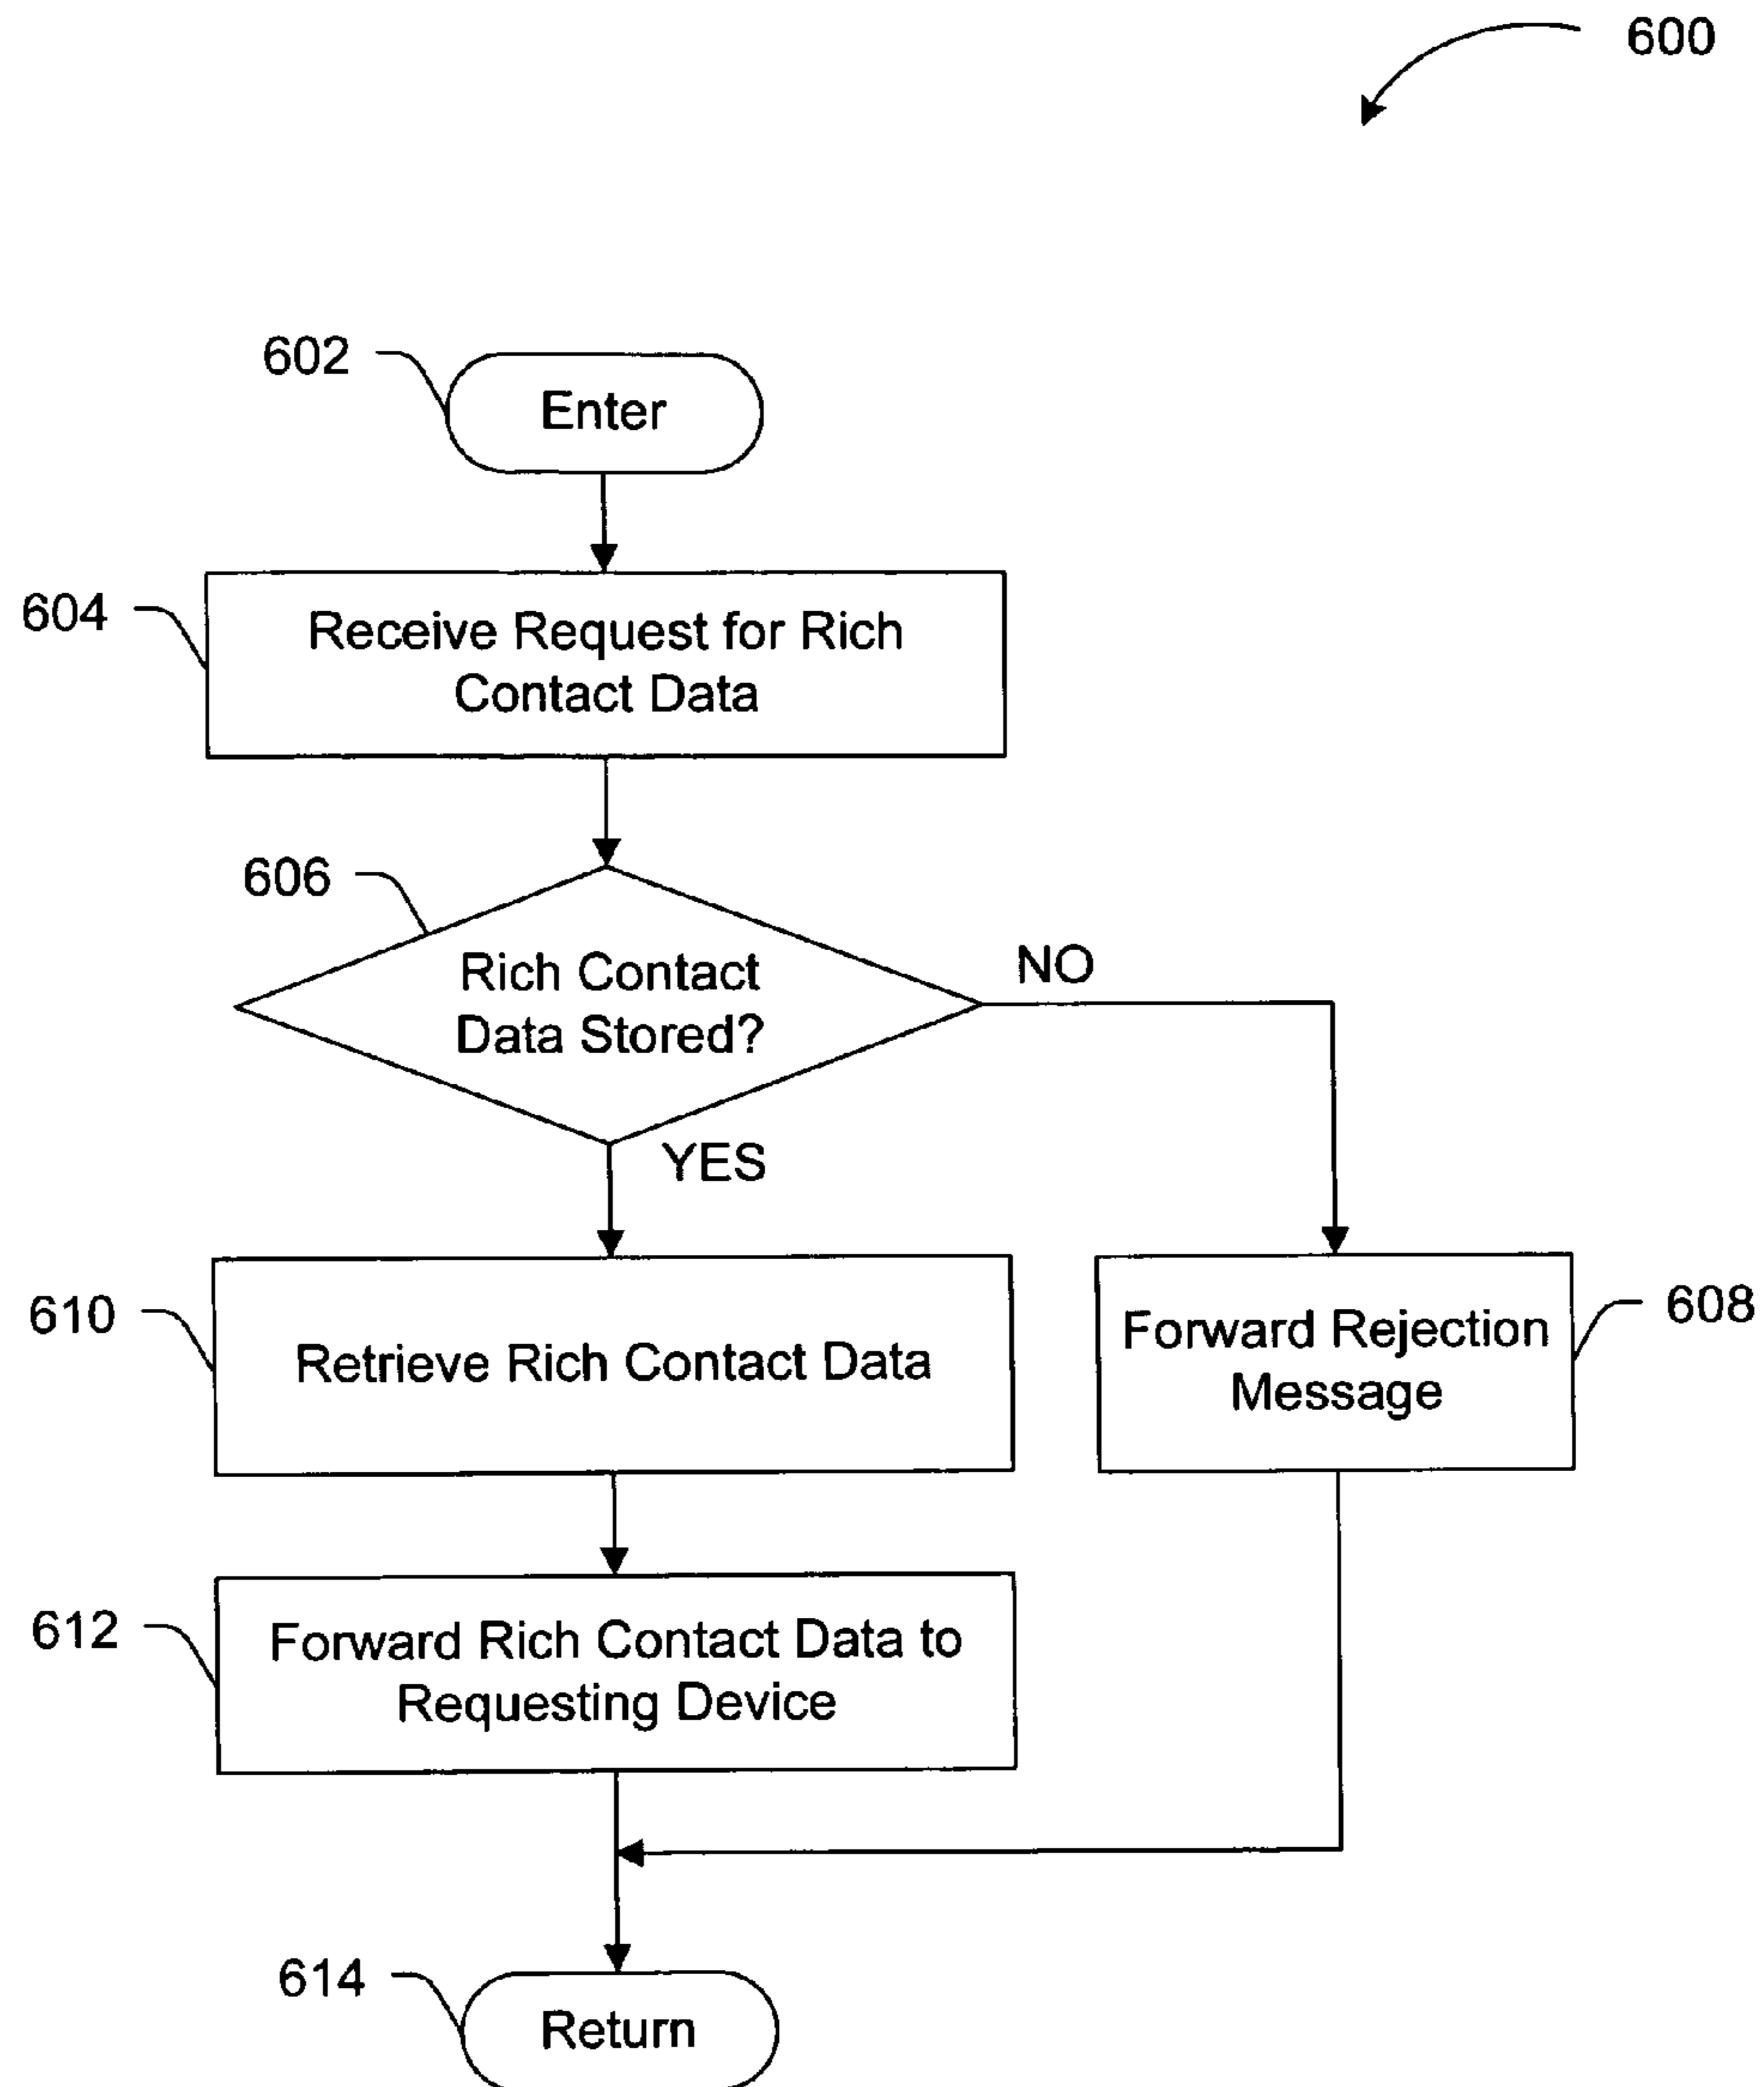 600
602
Enter
604
Receive Request for Rich
Contact Data
606
Rich Contact
Data Stored?
NO
YES
610
Retrieve Rich Contact Data
Forward Rejection
Message
608
612
Forward Rich Contact Data to
Requesting Device
614
Return